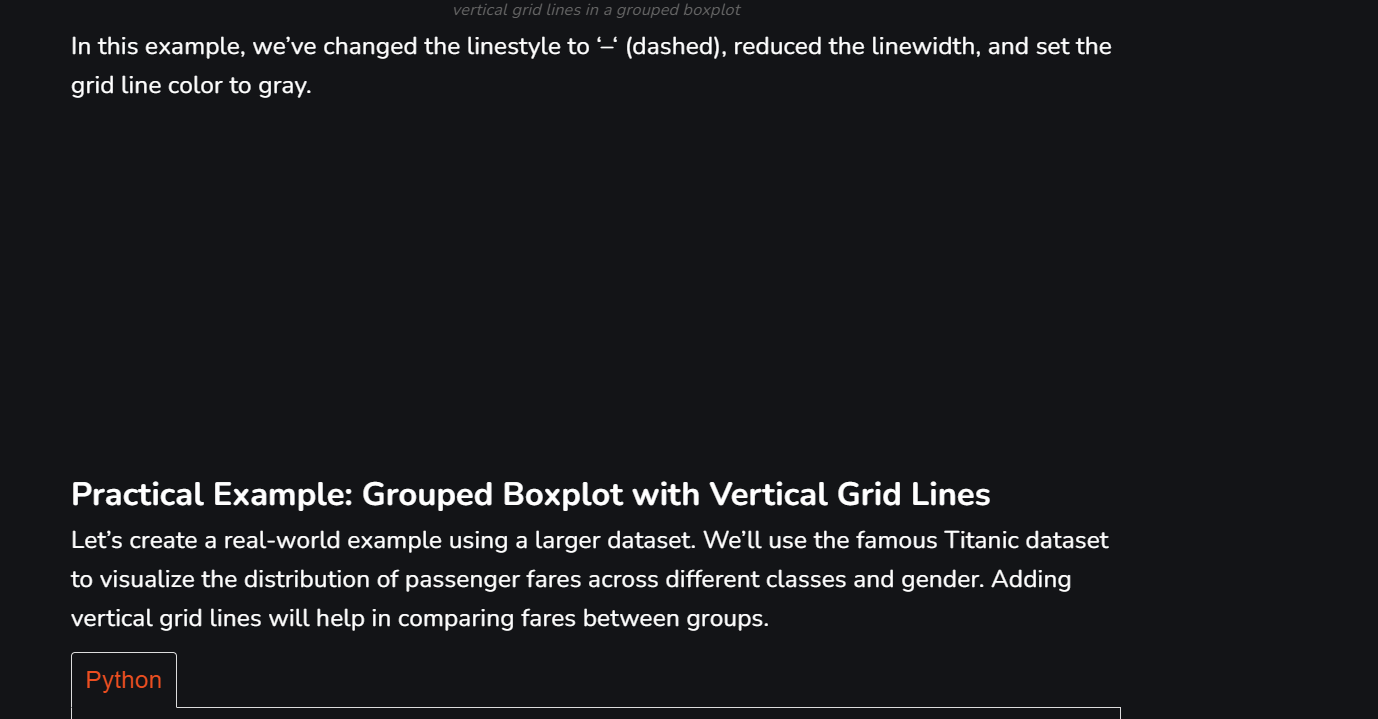 vertical grid lines in a grouped boxplot
In this example, we’ve changed the linestyle to ‘–‘ (dashed), reduced the linewidth, and set the
grid line color to gray.
Practical Example: Grouped Boxplot with Vertical Grid Lines
Let’s create a real-world example using a larger dataset. We’ll use the famous Titanic dataset
to visualize the distribution of passenger fares across different classes and gender. Adding
vertical grid lines will help in comparing fares between groups.
Python